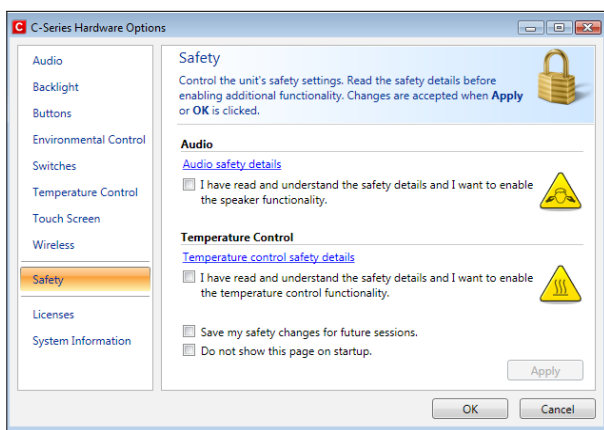 C C-Series Hardware Options
Audio
Backlight
Buttons
Environmental Control
Switches
Temperature Control
Touch Screen
Wireless
Safety
Licenses
System Information
Safety
Control the unit's safety settings. Read the safety details before
enabling additional functionality. Changes are accepted when Apply
or OK is clicked.
Audio
Audio safety details
I have read and understand the safety details and I want to enable
the speaker functionality.
Temperature Control
Temperature control safety details
I have read and understand the safety details and I want to enable
the temperature control functionality.
Save my safety changes for future sessions.
Do not show this page on startup.
Apply
OK Cancel